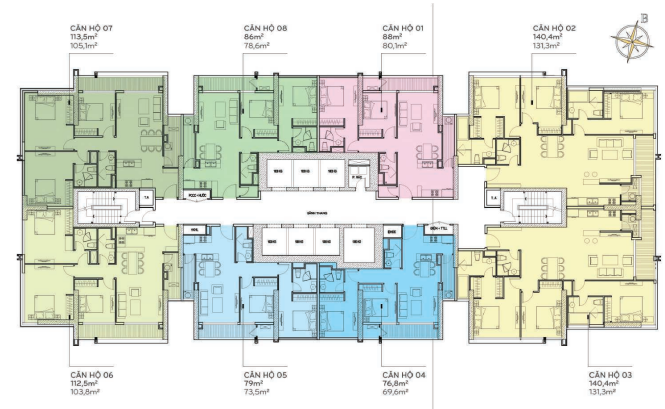 B
CĂN HỘ 07
113,5m²
105,1m²
CĂN HỘ 08
86m²
78,6m²
CĂN HỘ 01
88m²
80,1m²
CĂN HỘ 02
140,4m²
131,3m²
CĂN HỘ 06
112,5m²
103,8m²
CĂN HỘ 05
79m²
73,5m²
CĂN HỘ 04
76,8m²
69,6m²
CĂN HỘ 03
140,4m²
131,3m²